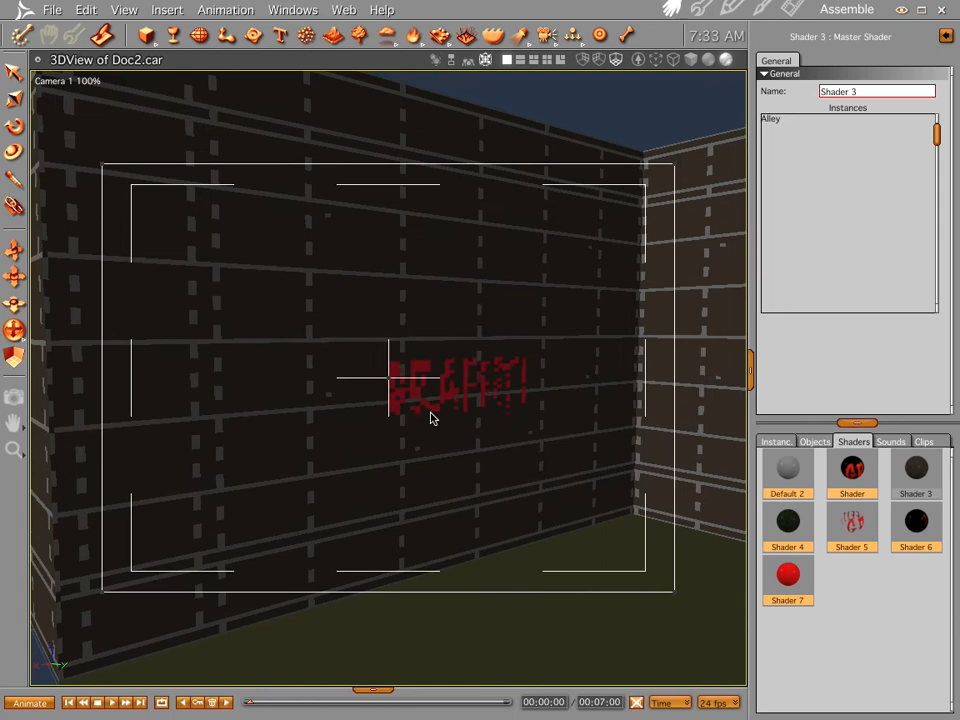 File Edit View Insert Animation Windows Web Help
Assemble
7:33 AM
3DView of Doc2.car
Camera 1 100%
Shader 3 : Master Shader
General
General
Name: Shader 3
Instances
Alley
Instanc. Objects Shaders Sounds Clips
Default 2 Shader Shader 3
Shader 4 Shader 5 Shader 6
Shader 7
Animate
00:00:00 / 00:07:00
Time
24 fps